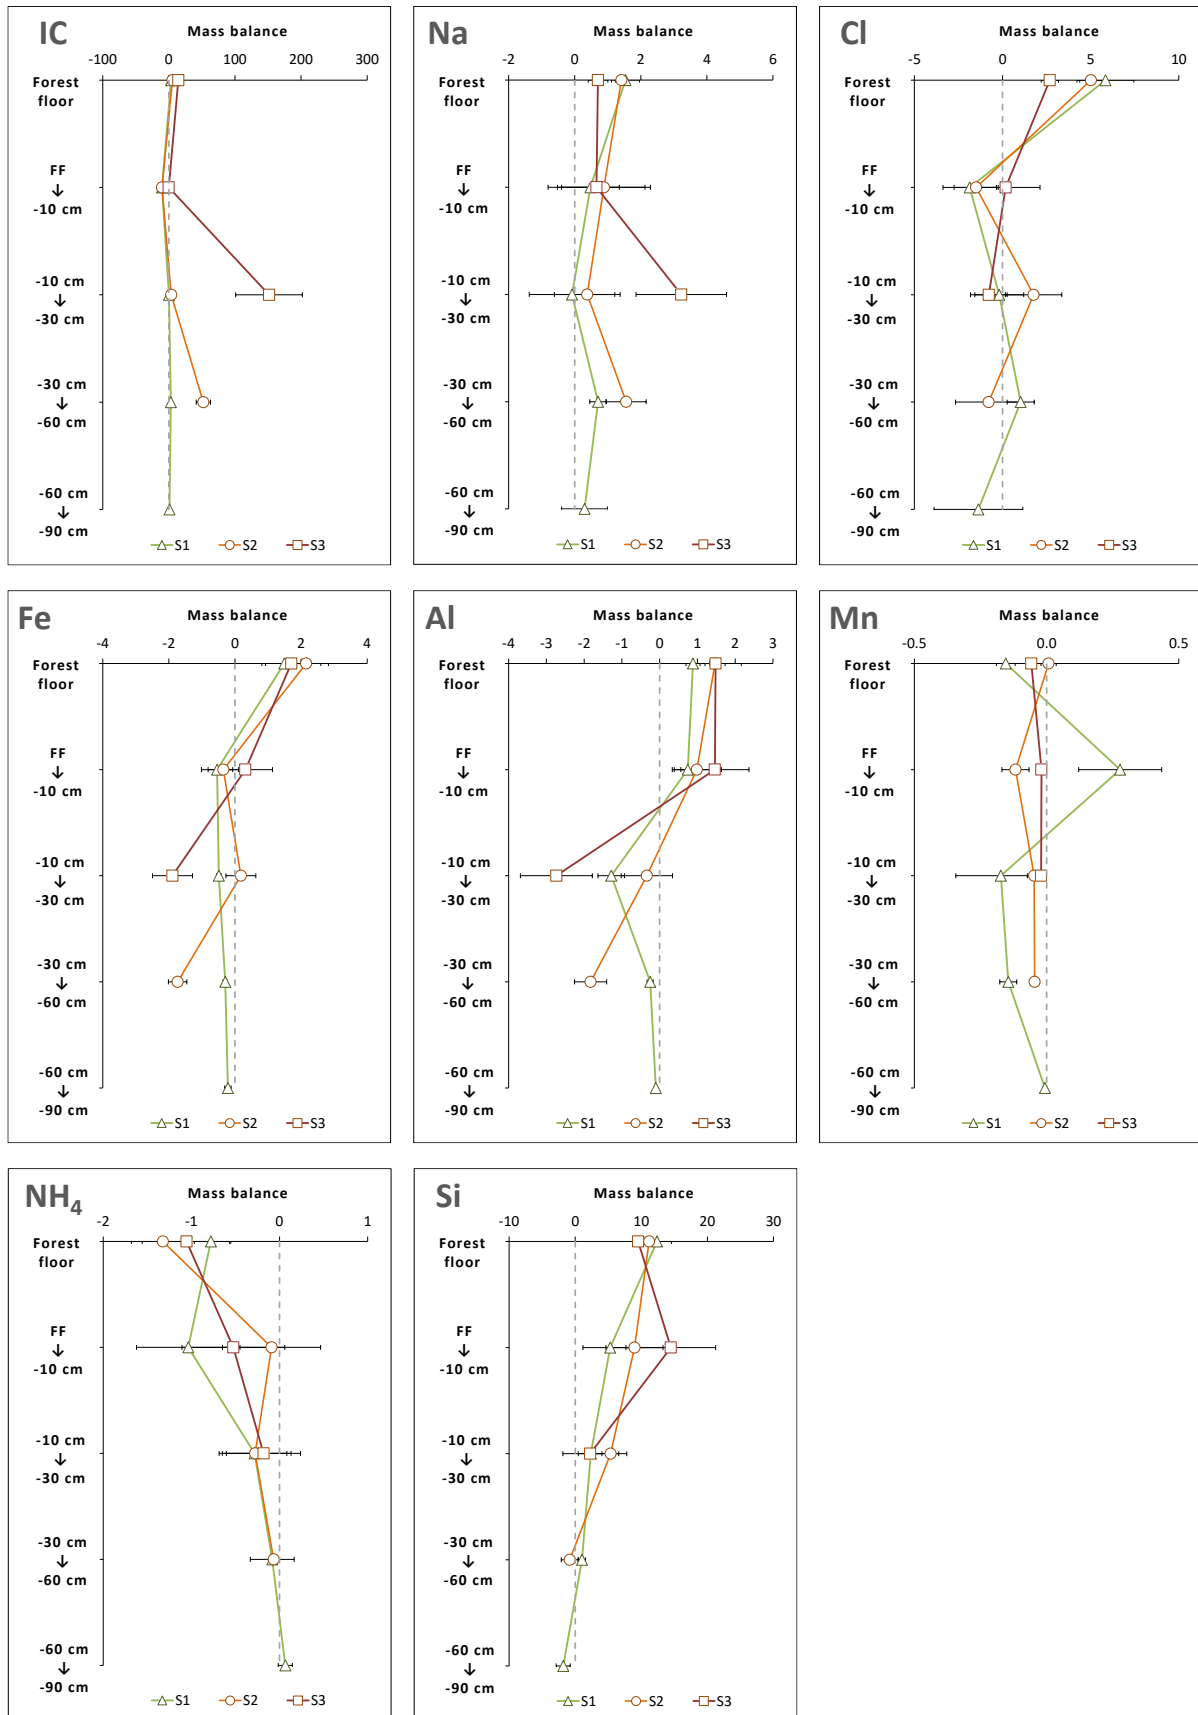 IC
Mass balance
-100 0 100 200 300
Forest
floor
FF
↓
-10 cm
-10 cm
↓
-30 cm
-30 cm
↓
-60 cm
-60 cm
↓
-90 cm
S1 S2 S3
Na
Mass balance
-2 0 2 4 6
Forest
floor
FF
↓
-10 cm
-10 cm
↓
-30 cm
-30 cm
↓
-60 cm
-60 cm
↓
-90 cm
S1 S2 S3
Cl
Mass balance
-5 0 5 10
Forest
floor
FF
↓
-10 cm
-10 cm
↓
-30 cm
-30 cm
↓
-60 cm
-60 cm
↓
-90 cm
S1 S2 S3
Fe
Mass balance
-4 -2 0 2 4
Forest
floor
FF
↓
-10 cm
-10 cm
↓
-30 cm
-30 cm
↓
-60 cm
-60 cm
↓
-90 cm
S1 S2 S3
Al
Mass balance
-4 -3 -2 -1 0 1 2 3
Forest
floor
FF
↓
-10 cm
-10 cm
↓
-30 cm
-30 cm
↓
-60 cm
-60 cm
↓
-90 cm
S1 S2 S3
Mn
Mass balance
-0.5 0.0 0.5
Forest
floor
FF
↓
-10 cm
-10 cm
↓
-30 cm
-30 cm
↓
-60 cm
-60 cm
↓
-90 cm
S1 S2 S3
NH4
Mass balance
-2 -1 0 1
Forest
floor
FF
↓
-10 cm
-10 cm
↓
-30 cm
-30 cm
↓
-60 cm
-60 cm
↓
-90 cm
S1 S2 S3
Si
Mass balance
-10 0 10 20 30
Forest
floor
FF
↓
-10 cm
-10 cm
↓
-30 cm
-30 cm
↓
-60 cm
-60 cm
↓
-90 cm
S1 S2 S3